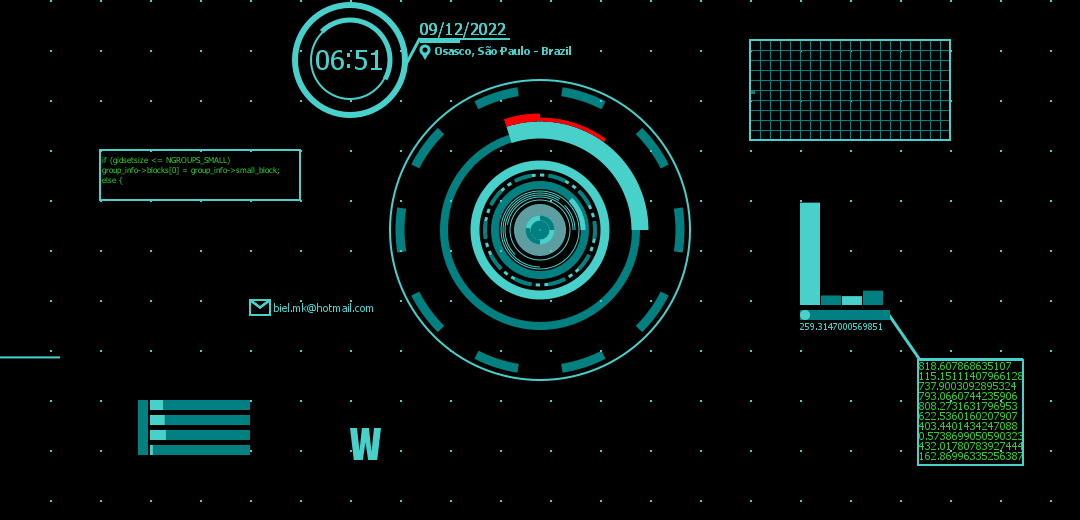 09/12/2022
06:51
Osasco, São Paulo - Brazil
if (gidsetsize <= NGROUPS_SMALL)
group_info->blocks[0] = group_info->small_block;
else {
biel.mk@hotmail.com
259.3147000569851
818.607868635107
115.15111407966128
737.9003092895324
793.0660744235906
808.2731631796953
622.5360160207907
403.4401434247088
0.5738699050590323
432.01780783927444
162.86996335256387
W